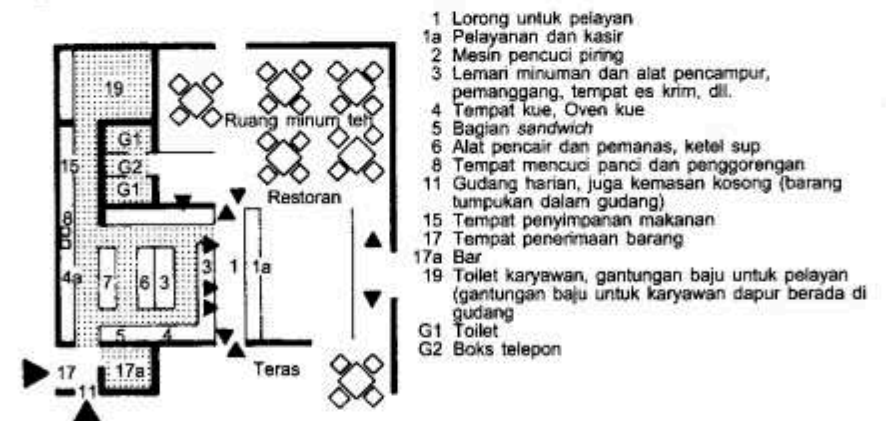 19
G1
G2
G1
15
8
4a
7
6
3
3
1
1a
5
4
17
17a
11
Ruang minum teh
Restoran
Teras
1 Lorong untuk pelayan
1a Pelayanan dan kasir
2 Mesin pencuci piring
3 Lemari minuman dan alat pencampur,
pemanggang, tempat es krim, dll.
4 Tempat kue, Oven kue
5 Bagian sandwich
6 Alat pencair dan pemanas, ketel sup
8 Tempat mencuci panci dan penggorengan
11 Gudang harian, juga kemasan kosong (barang
tumpukan dalam gudang)
15 Tempat penyimpanan makanan
17 Tempat penerimaan barang
17a Bar
19 Toilet karyawan, gantungan baju untuk pelayan
(gantungan baju untuk karyawan dapur berada di
gudang
G1 Toilet
G2 Boks telepon